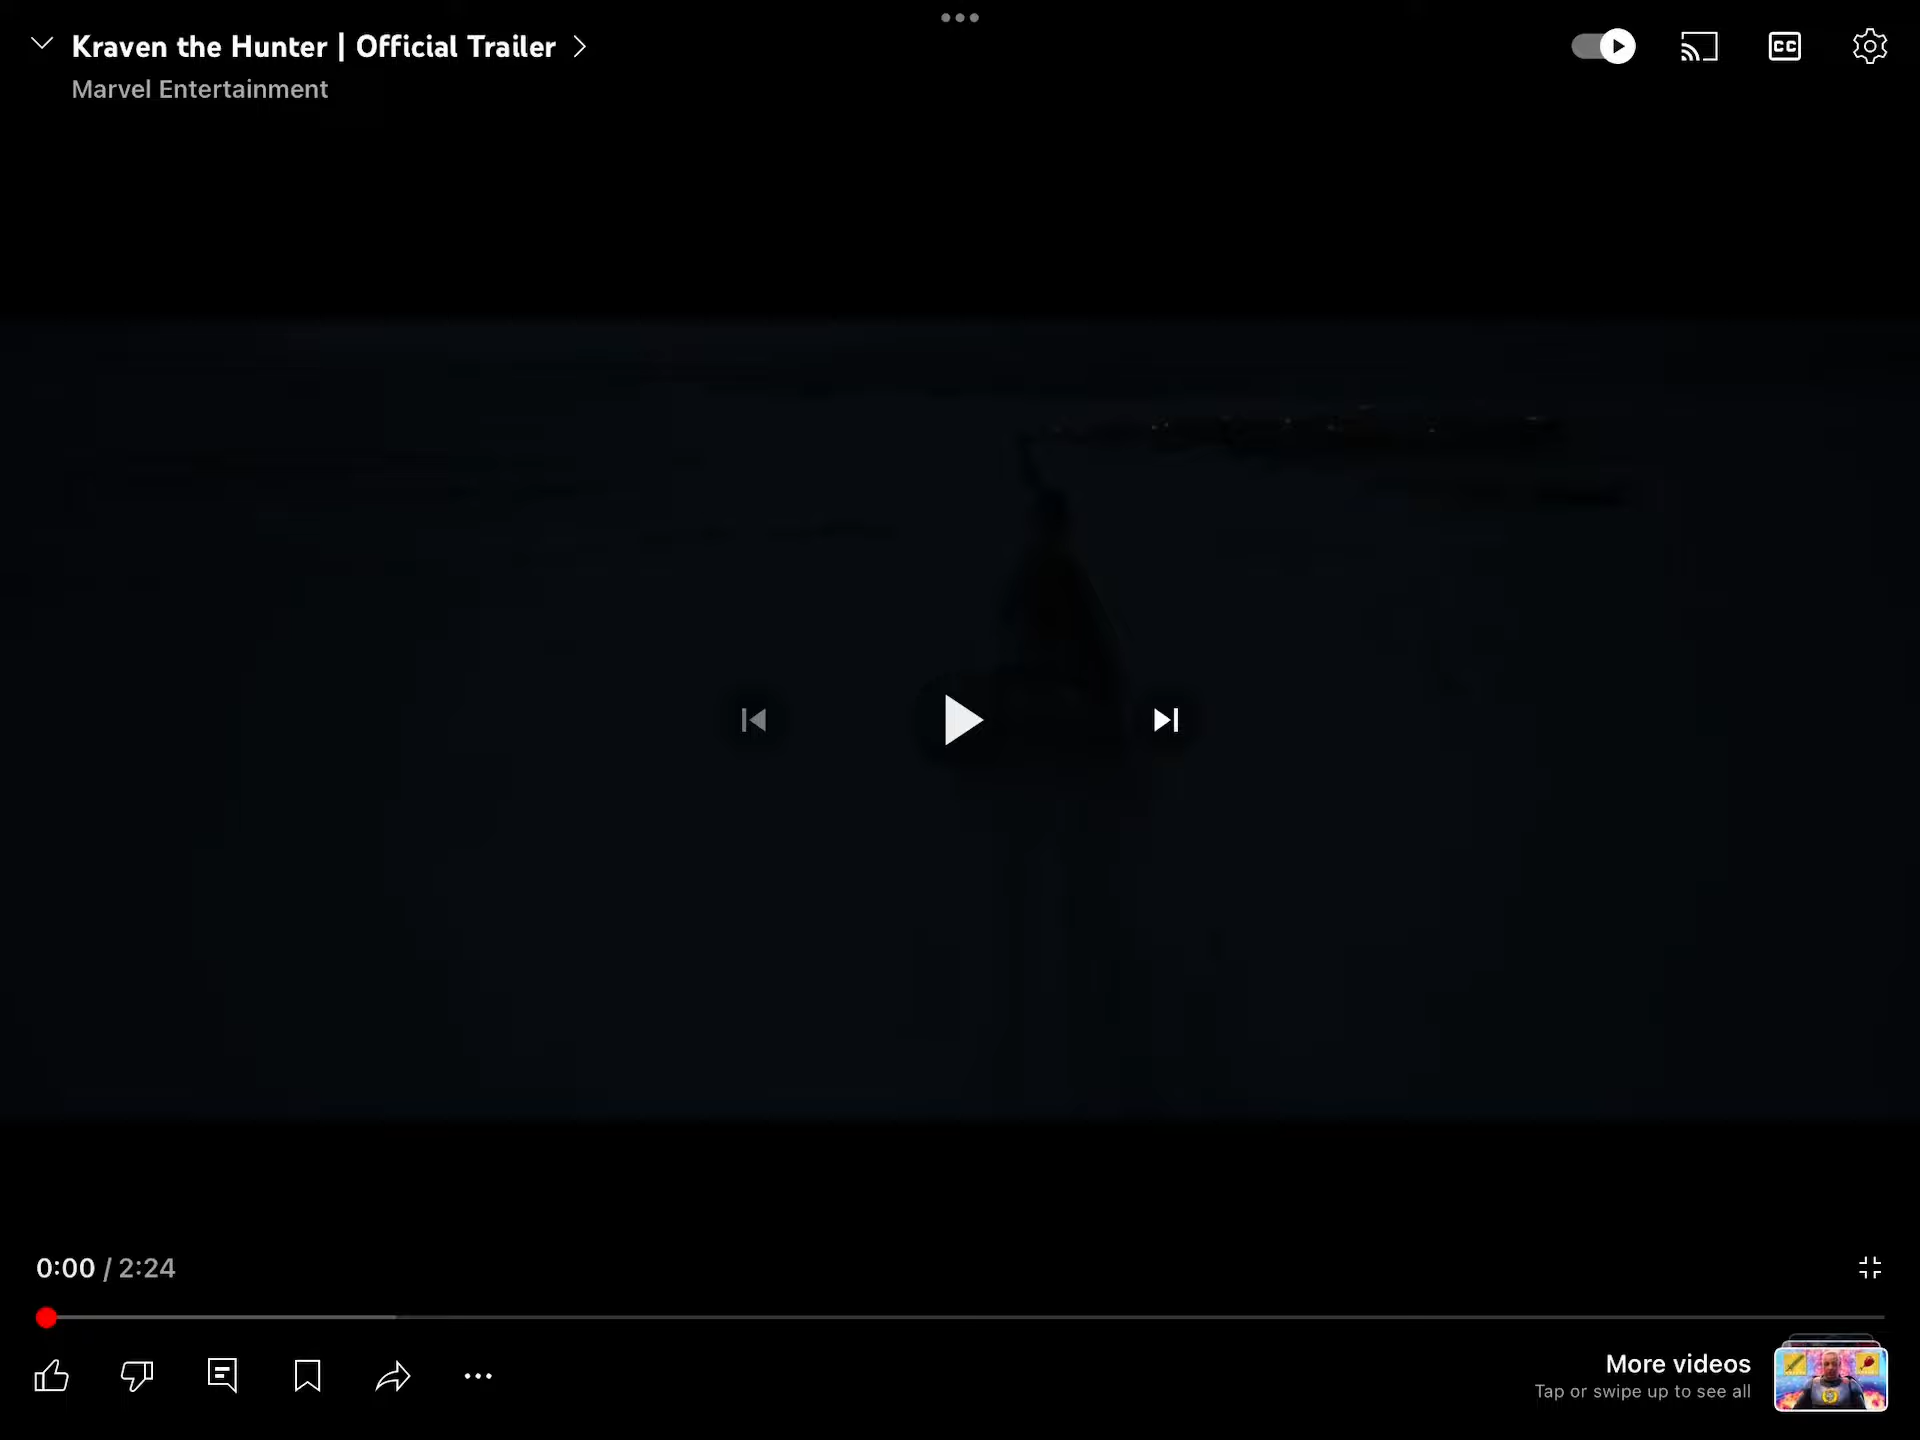 Kraven the Hunter | Official Trailer
Marvel Entertainment
CC
0:00 / 2:24
More videos
Tap or swipe up to see all